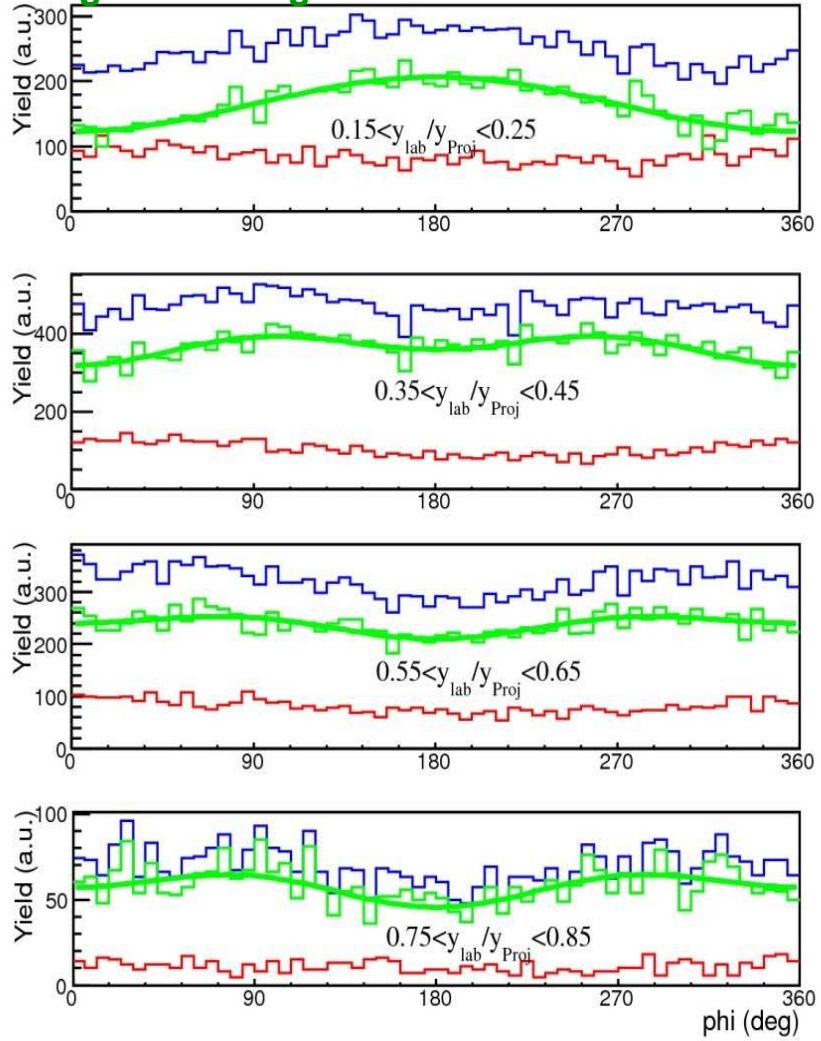 Yield (a.u.)
300
200
100
0
0.15<y_lab/y_Proj<0.25
0 90 180 270 360
Yield (a.u.)
400
200
0
0.35<y_lab/y_Proj<0.45
0 90 180 270 360
Yield (a.u.)
300
200
100
0
0.55<y_lab/y_Proj<0.65
0 90 180 270 360
Yield (a.u.)
100
50
0
0.75<y_lab/y_Proj<0.85
0 90 180 270 360
phi (deg)